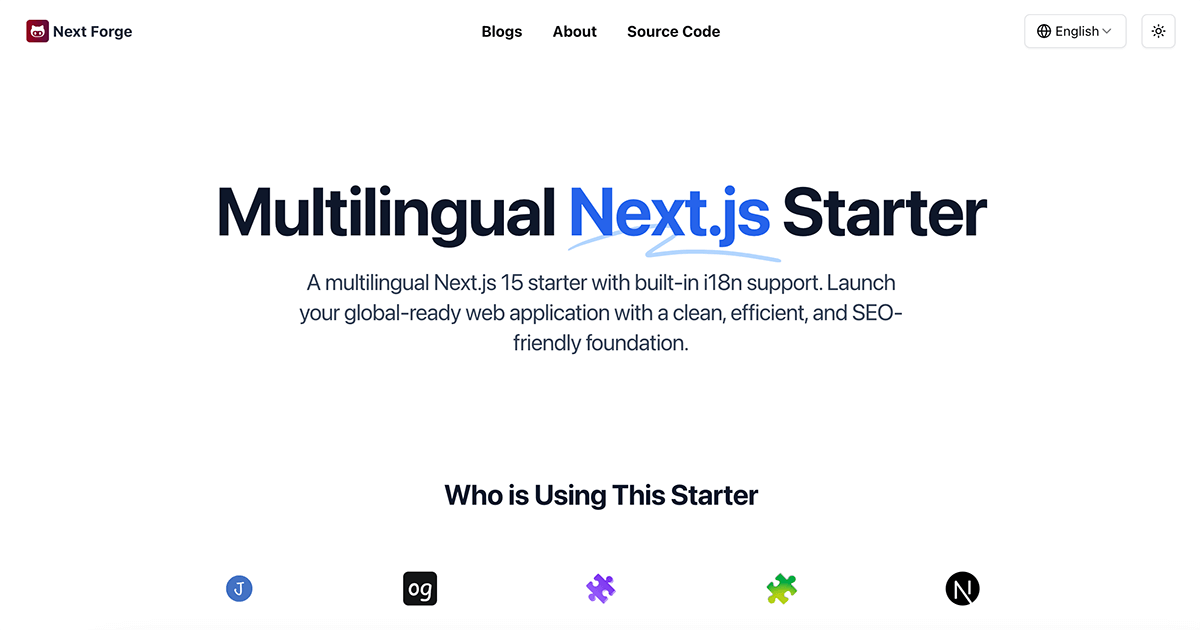 Next Forge
Blogs
About
Source Code
English
Multilingual Next.js Starter
A multilingual Next.js 15 starter with built-in i18n support. Launch
your global-ready web application with a clean, efficient, and SEO-
friendly foundation.
Who is Using This Starter
J
og
N